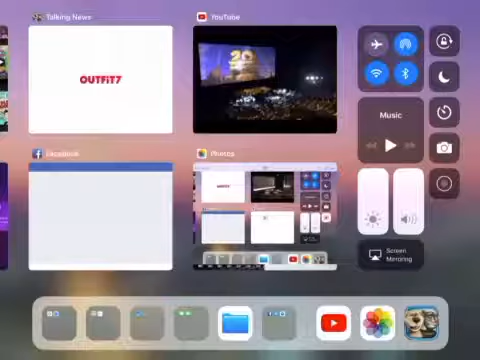 Talking News
YouTube
OUTFIT7
Music
Facebook
Photos
Screen
Mirroring